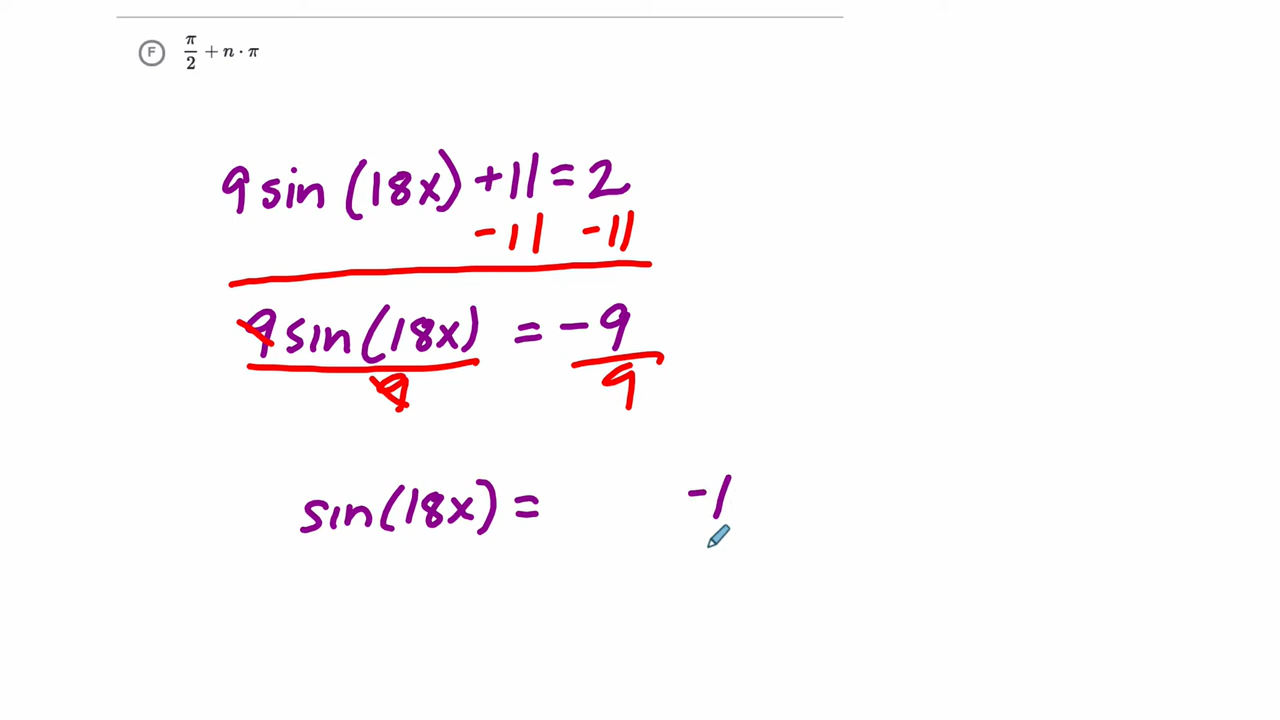 F π/2 + n · π
9 sin (18x) + 11 = 2
- 11 - 11
9 sin (18x) = - 9
9 9
sin (18x) = -1